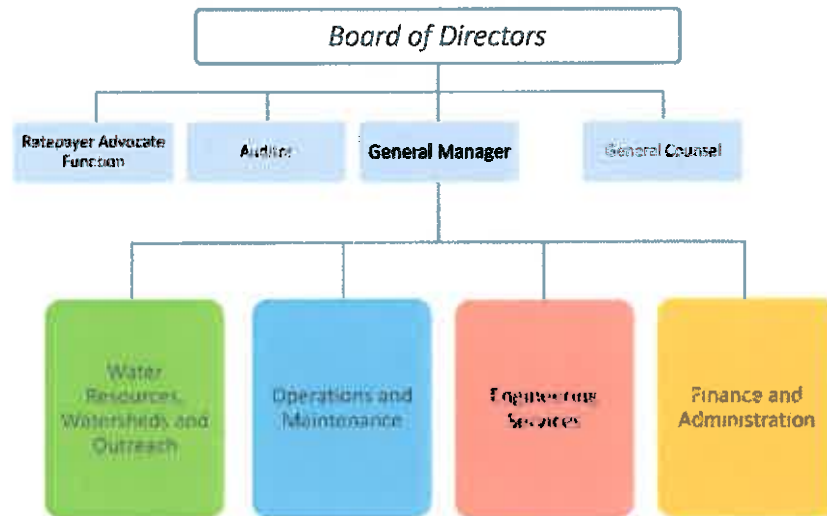 Board of Directors
Ratepayer Advocate
Function
Auditor
General Manager
General Counsel
Water
Resources,
Watersheds and
Outreach
Operations and
Maintenance
Engineering
Services
Finance and
Administration